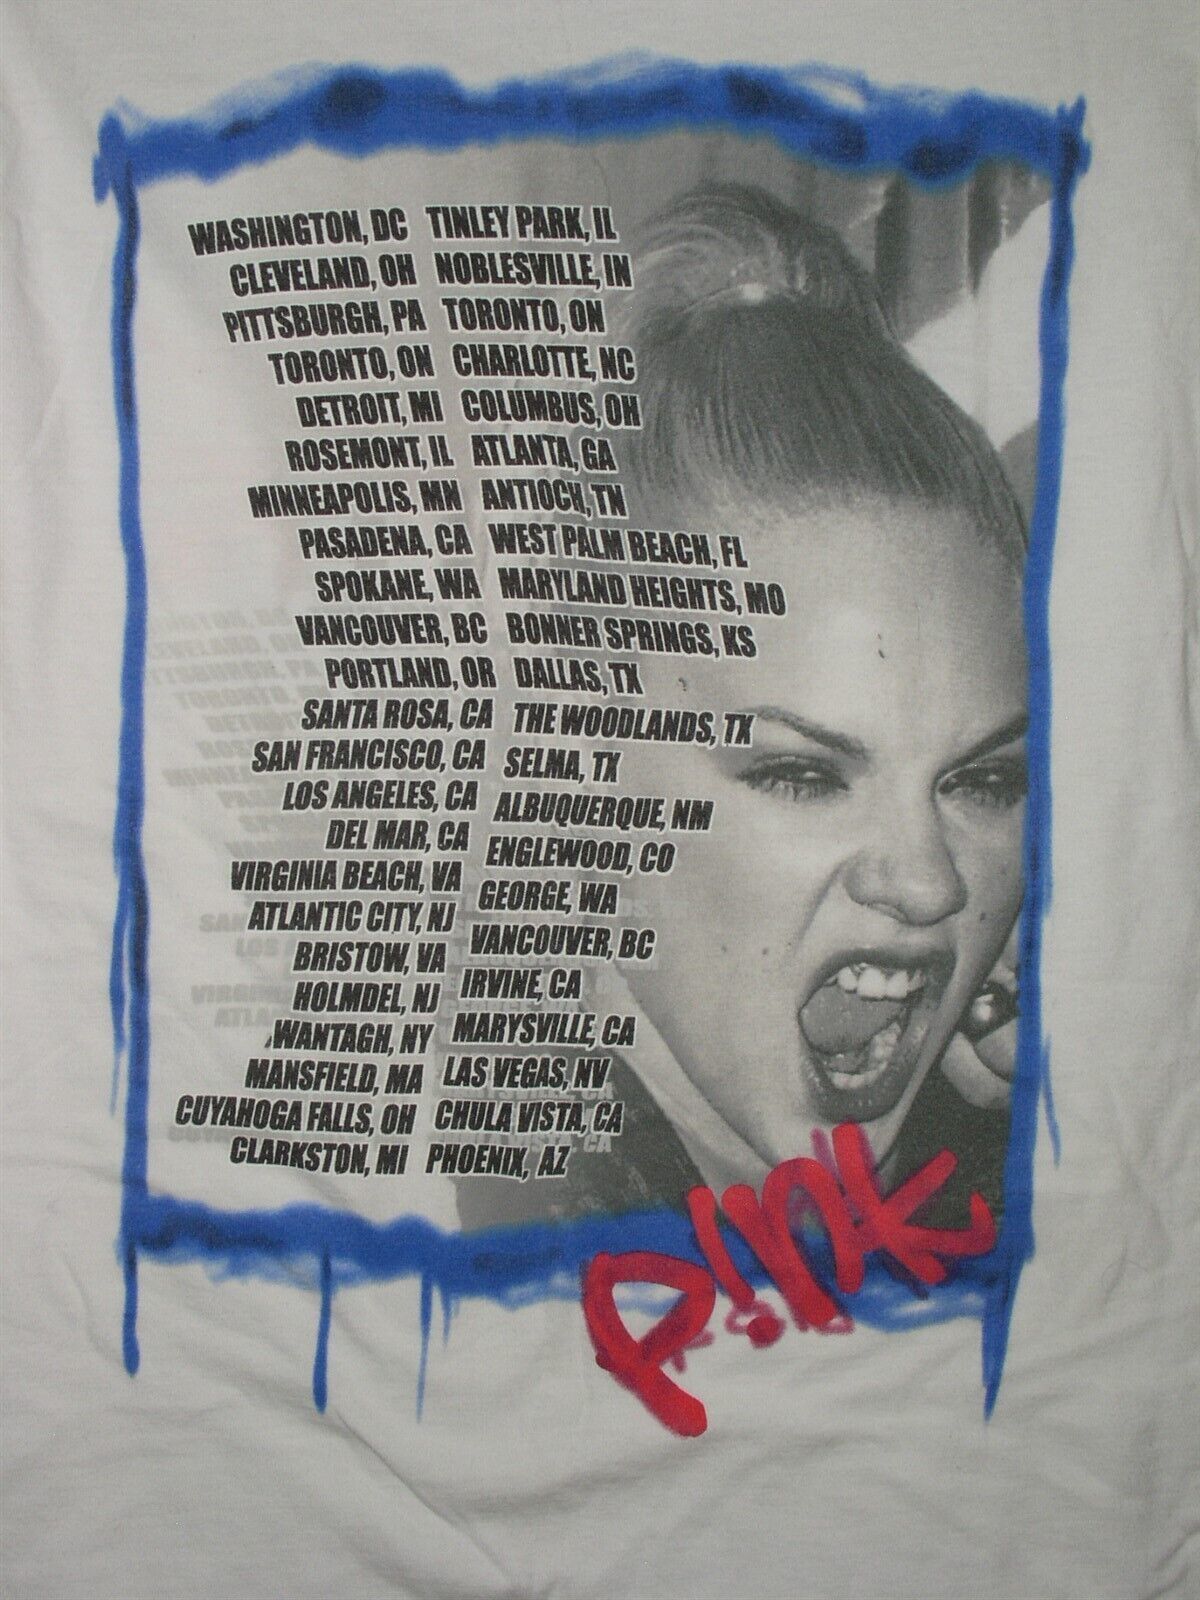 WASHINGTON, DC
CLEVELAND, OH
PITTSBURGH, PA
TORONTO, ON
DETROIT, MI
ROSEMONT, IL
MINNEAPOLIS, MN
PASADENA, CA
SPOKANE, WA
VANCOUVER, BC
PORTLAND, OR
SANTA ROSA, CA
SAN FRANCISCO, CA
LOS ANGELES, CA
DEL MAR, CA
VIRGINIA BEACH, VA
ATLANTIC CITY, NJ
BRISTOW, VA
HOLMDEL, NJ
WANTAGH, NY
MANSFIELD, MA
CUYAHOGA FALLS, OH
CLARKSTON, MI
TINLEY PARK, IL
NOBLESVILLE, IN
TORONTO, ON
CHARLOTTE, NC
COLUMBUS, OH
ATLANTA, GA
ANTIOCH, TN
WEST PALM BEACH, FL
MARYLAND HEIGHTS, MO
BONNER SPRINGS, KS
DALLAS, TX
THE WOODLANDS, TX
SELMA, TX
ALBUQUERQUE, NM
ENGLEWOOD, CO
GEORGE, WA
VANCOUVER, BC
IRVINE, CA
MARYSVILLE, CA
LAS VEGAS, NV
CHULA VISTA, CA
PHOENIX, AZ
P!nk